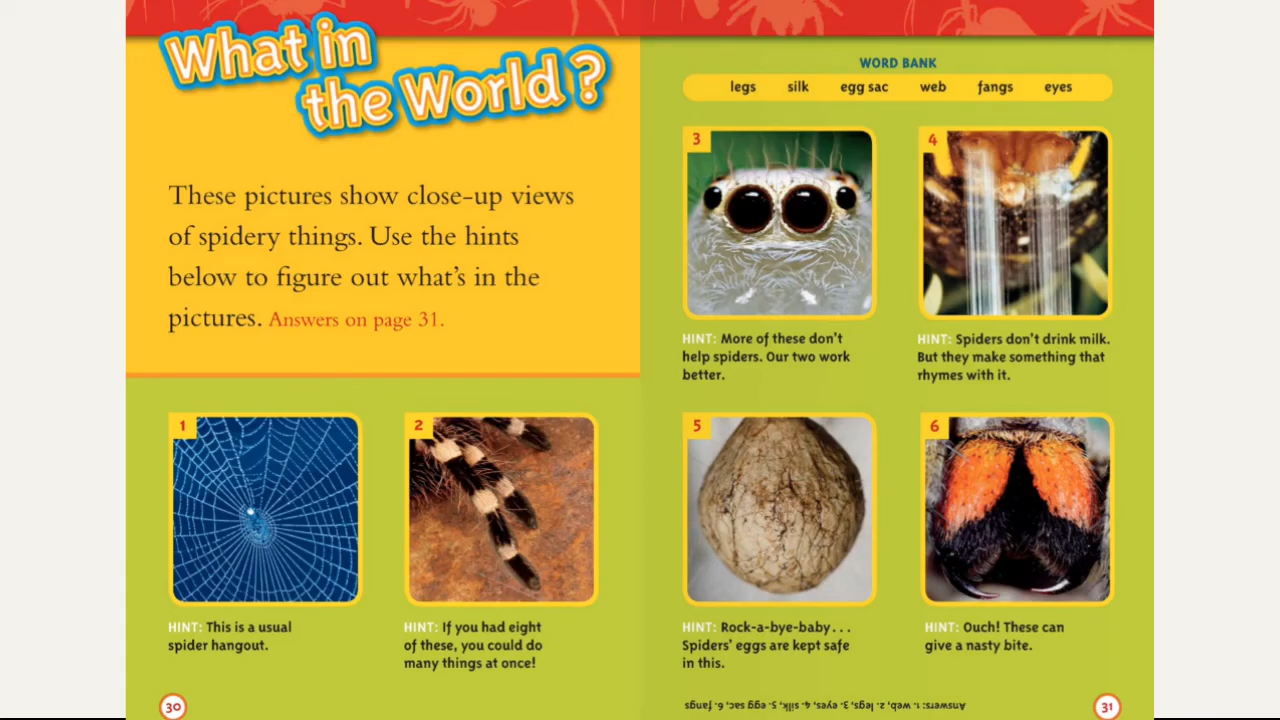 What in
the World?
These pictures show close-up views
of spidery things. Use the hints
below to figure out what's in the
pictures. Answers on page 31.
1
HINT: This is a usual
spider hangout.
2
HINT: If you had eight
of these, you could do
many things at once!
30
WORD BANK
legs silk egg sac web fangs eyes
3
HINT: More of these don't
help spiders. Our two work
better.
4
HINT: Spiders don't drink milk.
But they make something that
rhymes with it.
5
HINT: Rock-a-bye-baby...
Spiders' eggs are kept safe
in this.
6
HINT: Ouch! These can
give a nasty bite.
Answers: 1. web, 2. legs, 3. eyes, 4. silk, 5. egg sac, 6. fangs
31